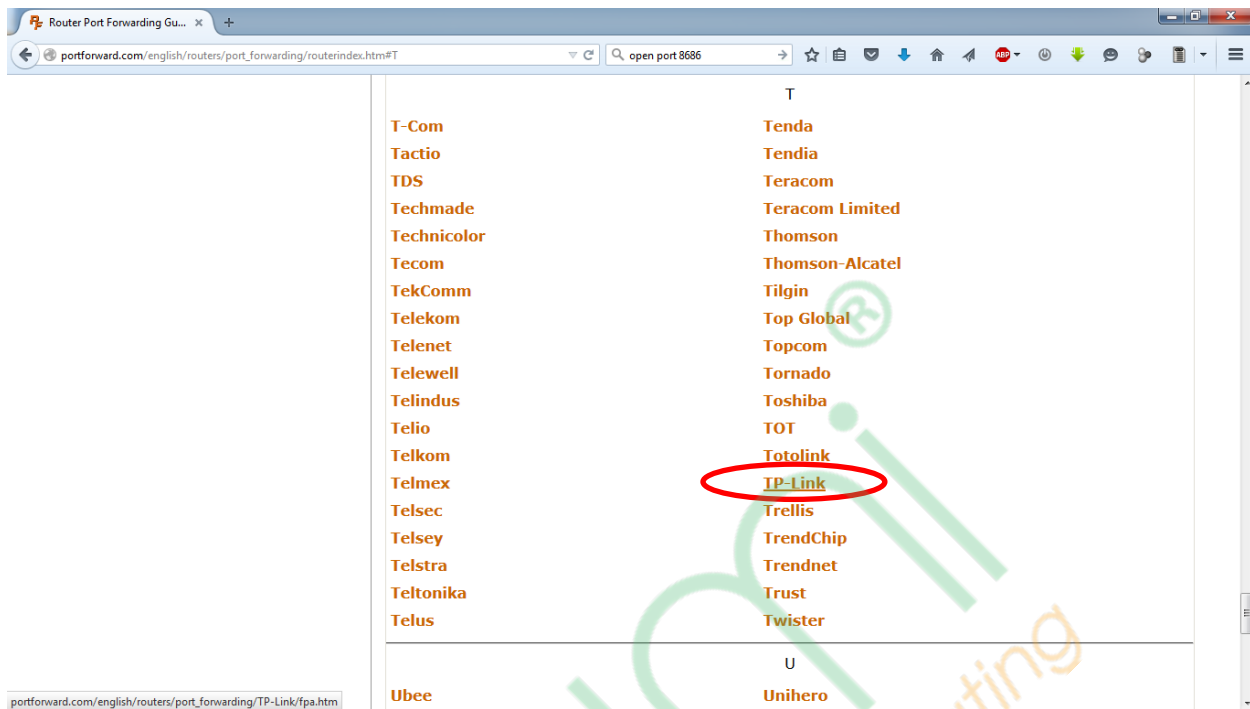 Router Port Forwarding Gu...
portforward.com/english/routers/port_forwarding/routerindex.htm#T
open port 8686
ABP
T
T-Com
Tactio
TDS
Techmade
Technicolor
Tecom
TekComm
Telekom
Telenet
Telewell
Telindus
Telio
Telkom
Telmex
Telsec
Telsey
Telstra
Teltonika
Telus
Tenda
Tendia
Teracom
Teracom Limited
Thomson
Thomson-Alcatel
Tilgin
Top Global
Topcom
Tornado
Toshiba
TOT
Totolink
TP-Link
Trellis
TrendChip
Trendnet
Trust
Twister
U
Ubee
Unihero
portforward.com/english/routers/port_forwarding/TP-Link/fpa.htm
®